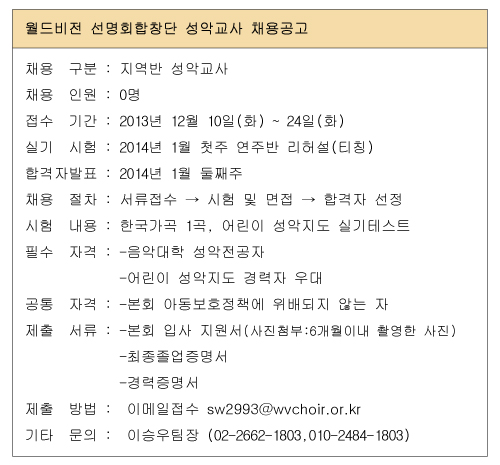 월드비전 선명회합창단 성악교사 채용공고
채용 구분 : 지역반 성악교사
채용 인원 : 0명
접수 기간 : 2013년 12월 10일(화) ~ 24일(화)
실기 시험 : 2014년 1월 첫주 연주반 리허설(티칭)
합격자발표 : 2014년 1월 둘째주
채용 절차 : 서류접수 → 시험 및 면접 → 합격자 선정
시험 내용 : 한국가곡 1곡, 어린이 성악지도 실기테스트
필수 자격 : -음악대학 성악전공자
-어린이 성악지도 경력자 우대
공통 자격 : -본회 아동보호정책에 위배되지 않는 자
제출 서류 : -본회 입사 지원서(사진첨부:6개월이내 촬영한 사진)
-최종졸업증명서
-경력증명서
제출 방법 : 이메일접수 sw2993@wvchoir.or.kr
기타 문의 : 이승우팀장 (02-2662-1803,010-2484-1803)